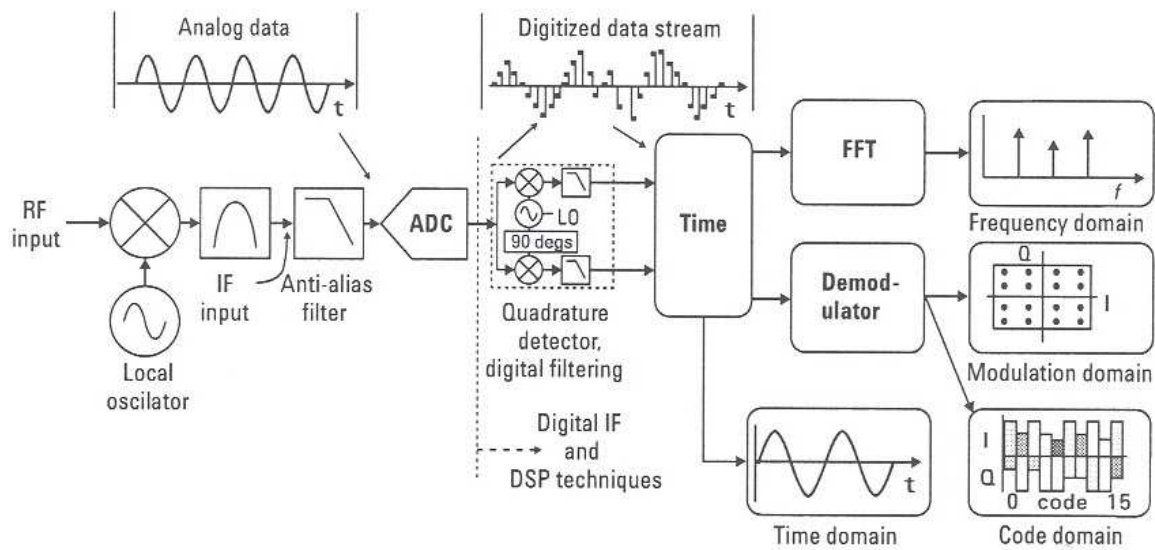 Analog data
t
Digitized data stream
t
RF
input
IF
input
Anti-alias
filter
Local
oscilator
ADC
LO
90 degs
Quadrature
detector,
digital filtering
Digital IF
and
DSP techniques
Time
FFT
f
Frequency domain
Demod-
ulator
Q
I
Modulation domain
t
Time domain
I
Q
0 code 15
Code domain